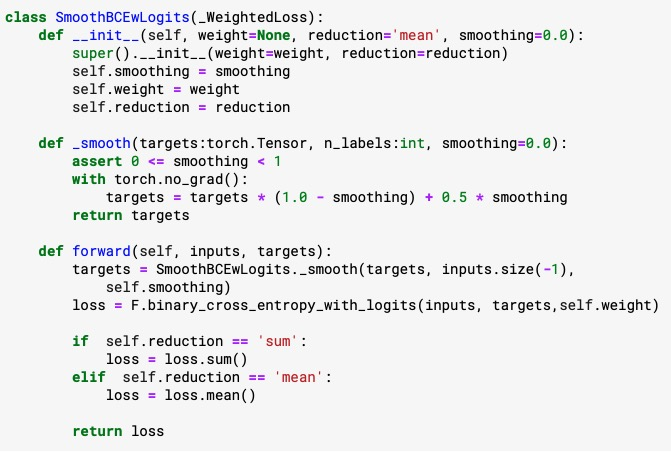 class SmoothBCEwLogits(_WeightedLoss):
    def __init__(self, weight=None, reduction='mean', smoothing=0.0):
        super().__init__(weight=weight, reduction=reduction)
        self.smoothing = smoothing
        self.weight = weight
        self.reduction = reduction

    def _smooth(targets:torch.Tensor, n_labels:int, smoothing=0.0):
        assert 0 <= smoothing < 1
        with torch.no_grad():
            targets = targets * (1.0 - smoothing) + 0.5 * smoothing
        return targets

    def forward(self, inputs, targets):
        targets = SmoothBCEwLogits._smooth(targets, inputs.size(-1),
            self.smoothing)
        loss = F.binary_cross_entropy_with_logits(inputs, targets,self.weight)

        if  self.reduction == 'sum':
            loss = loss.sum()
        elif  self.reduction == 'mean':
            loss = loss.mean()

        return loss